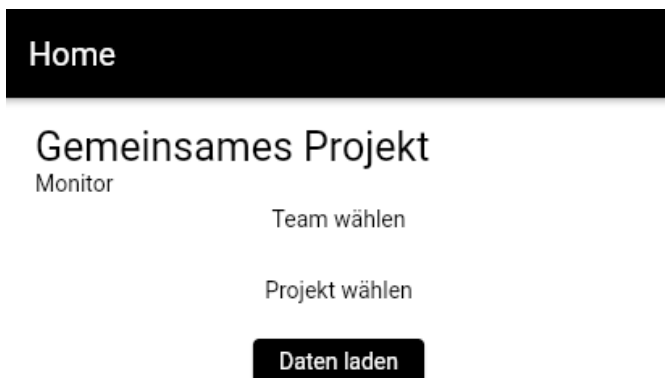 Home
Gemeinsames Projekt
Monitor
Team wählen
Projekt wählen
Daten laden